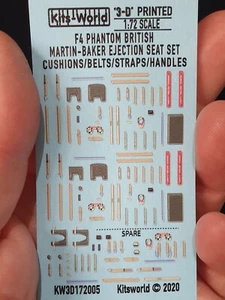 Kits-World "3-D" PRINTED
1:72 SCALE
F4 PHANTOM BRITISH
MARTIN-BAKER EJECTION SEAT SET
CUSHIONS/BELTS/STRAPS/HANDLES
SPARE
KW3D172005 Kitsworld © 2020